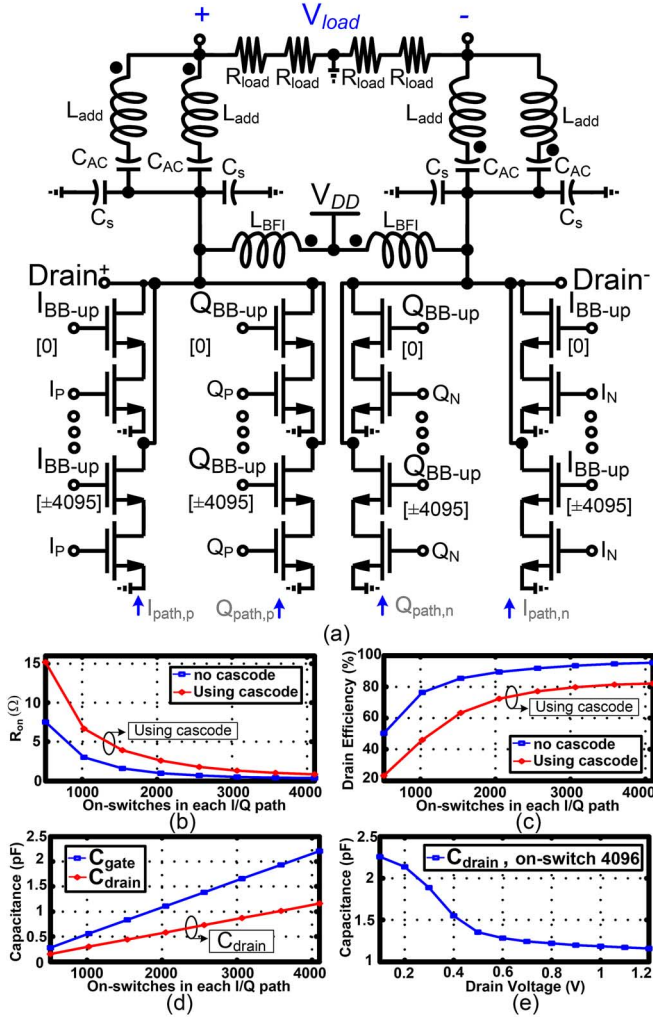 + V_load -
R_load R_load R_load R_load
L_add L_add L_add L_add
C_AC C_AC C_AC C_AC
C_s C_s C_s C_s
V_DD
L_BFI L_BFI
Drain+ Drain-
I_BB-up Q_BB-up Q_BB-up I_BB-up
[0] [0] [0] [0]
I_P Q_P Q_N I_N
I_BB-up Q_BB-up Q_BB-up I_BB-up
[±4095] [±4095] [±4095] [±4095]
I_P Q_P Q_N I_N
I_path,p Q_path,p Q_path,n I_path,n
(a)
R_on (Ω)
15
10
5
0
no cascode
Using cascode
Using cascode
1000 2000 3000 4000
On-switches in each I/Q path
(b)
Drain Efficiency (%)
100
80
60
40
20
Using cascode
no cascode
Using cascode
1000 2000 3000 4000
On-switches in each I/Q path
(c)
Capacitance (pF)
2.5
2
1.5
1
0.5
0
C_gate
C_drain
C_drain
1000 2000 3000 4000
On-switches in each I/Q path
(d)
Capacitance (pF)
2.5
2
1.5
1
C_drain , on-switch 4096
0.2 0.4 0.6 0.8 1 1.2
Drain Voltage (V)
(e)